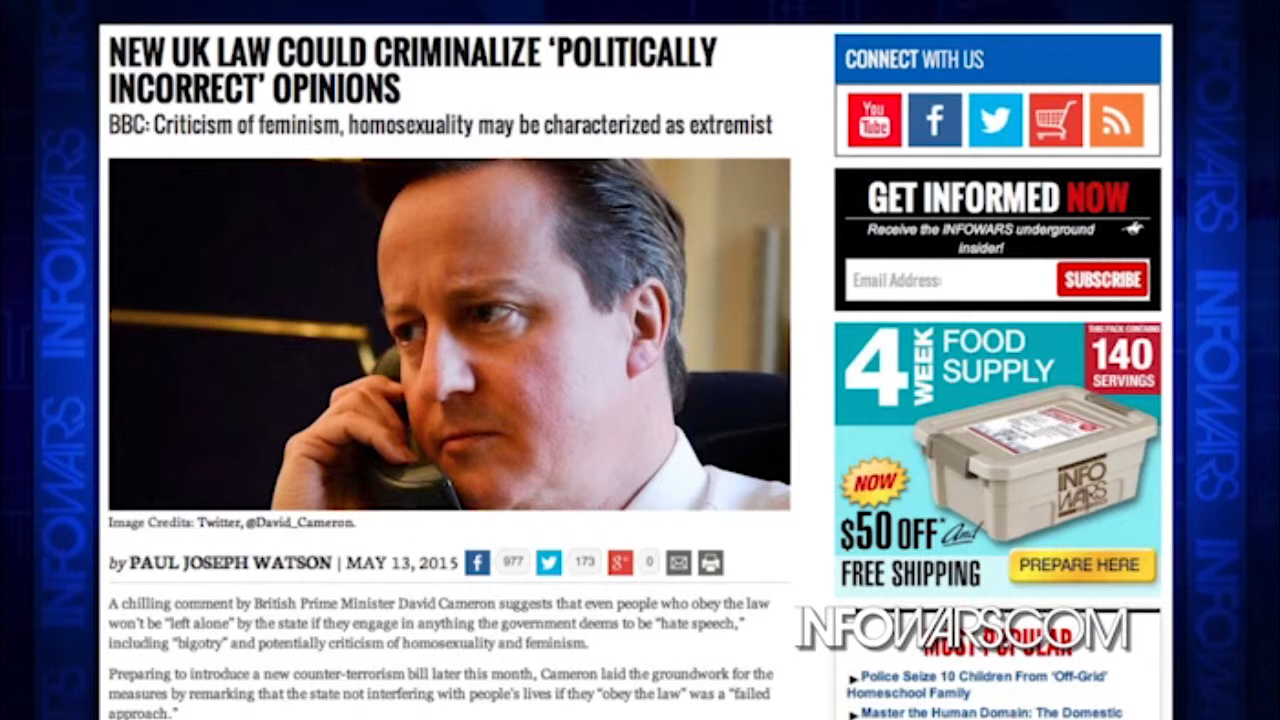 NEW UK LAW COULD CRIMINALIZE ‘POLITICALLY
INCORRECT’ OPINIONS
BBC: Criticism of feminism, homosexuality may be characterized as extremist
Image Credits: Twitter, @David_Cameron.
by PAUL JOSEPH WATSON | MAY 13, 2015
977
173
8+
0
A chilling comment by British Prime Minister David Cameron suggests that even people who obey the law
won’t be “left alone” by the state if they engage in anything the government deems to be “hate speech,”
including “bigotry” and potentially criticism of homosexuality and feminism.
Preparing to introduce a new counter-terrorism bill later this month, Cameron laid the groundwork for the
measures by remarking that the state not interfering with people’s lives if they “obey the law” was a “failed
approach.”
CONNECT WITH US
You
Tube
f
GET INFORMED NOW
Receive the INFOWARS underground
insider!
Email Address:
SUBSCRIBE
4 WEEK
FOOD
SUPPLY
THIS PACK CONTAINS
140
SERVINGS
INFO
WARS
NOW
$50 OFF* And
FREE SHIPPING
PREPARE HERE
INFOWARS.COM
MOST POPULAR
Police Seize 10 Children From ‘Off-Grid’
Homeschool Family
Master the Human Domain: The Domestic
INFOWARS
INFOWARS
INFOWARS
INFOWARS